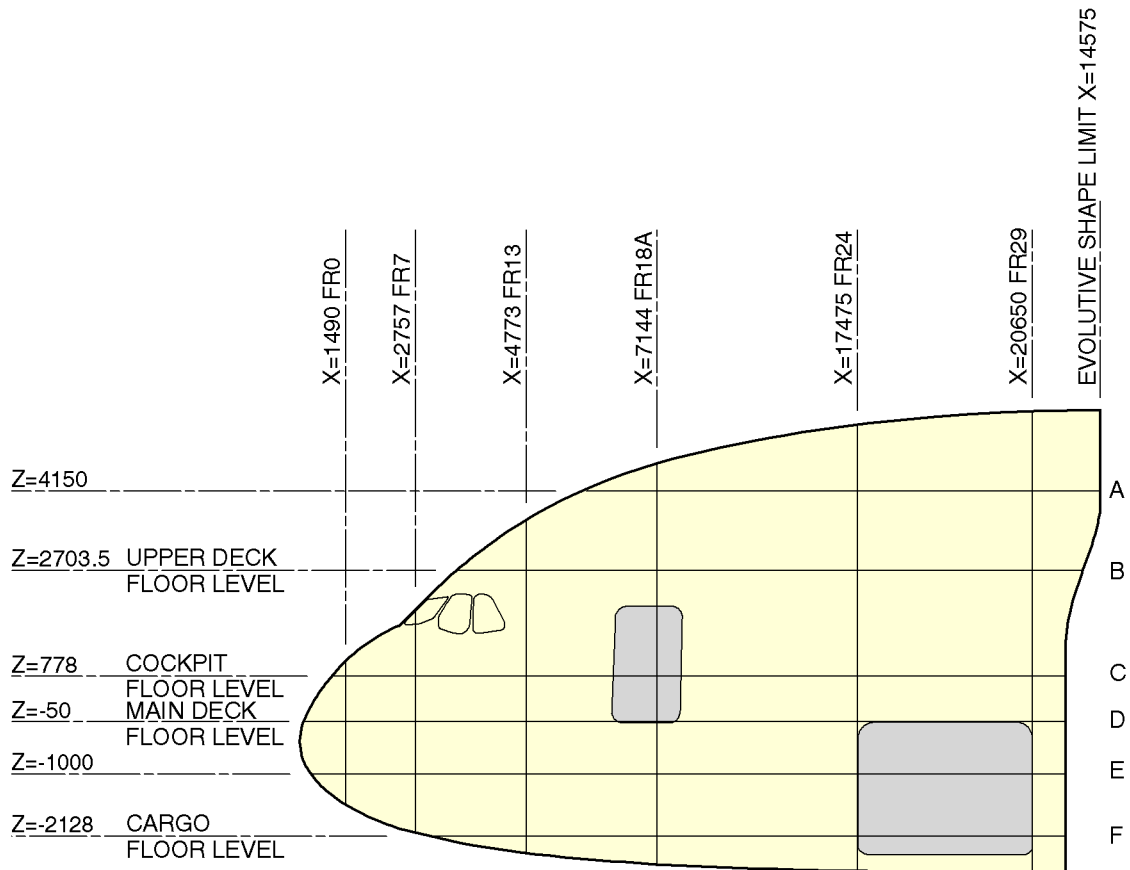 EVOLUTIVE SHAPE LIMIT X=14575
X=1490 FR0
X=2757 FR7
X=4773 FR13
X=7144 FR18A
X=17475 FR24
X=20650 FR29
Z=4150
A
Z=2703.5 UPPER DECK
FLOOR LEVEL
B
Z=778 COCKPIT
FLOOR LEVEL
C
Z=-50 MAIN DECK
FLOOR LEVEL
D
Z=-1000
E
Z=-2128 CARGO
FLOOR LEVEL
F